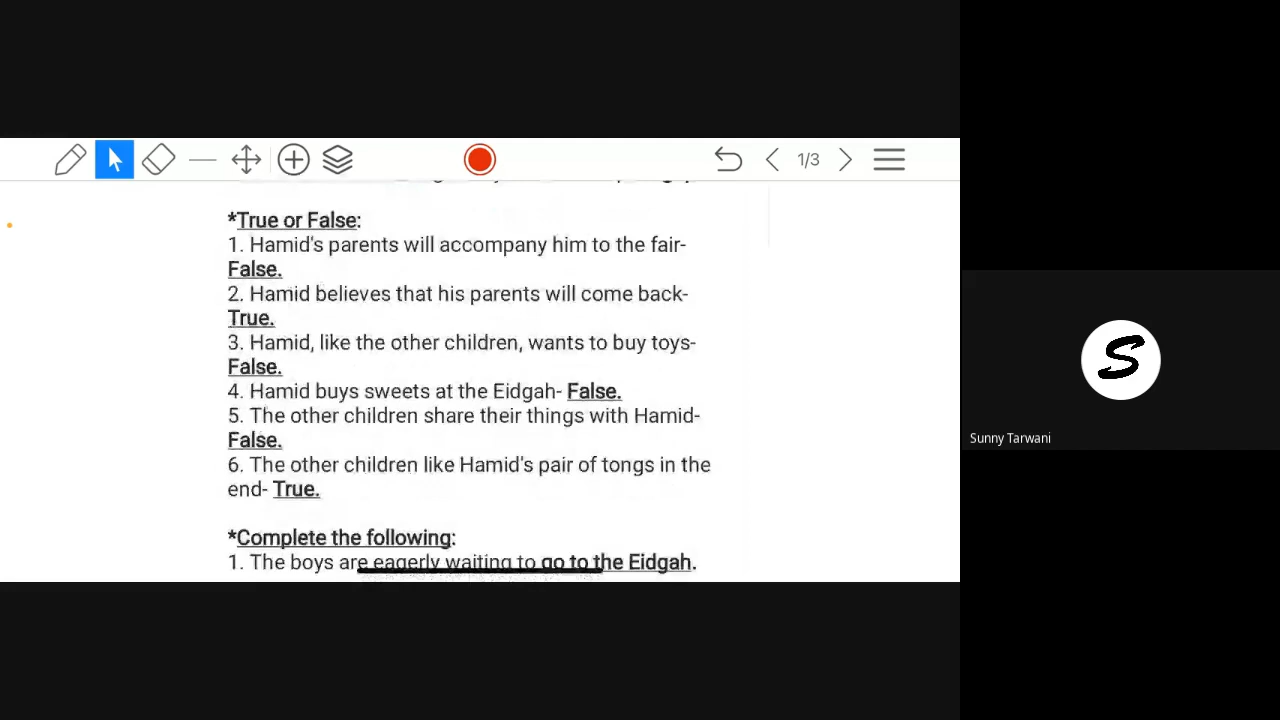 1/3
*True or False:
1. Hamid's parents will accompany him to the fair-
False.
2. Hamid believes that his parents will come back-
True.
3. Hamid, like the other children, wants to buy toys-
False.
4. Hamid buys sweets at the Eidgah- False.
5. The other children share their things with Hamid-
False.
6. The other children like Hamid's pair of tongs in the
end- True.
*Complete the following:
1. The boys are eagerly waiting to go to the Eidgah.
S
Sunny Tarwani